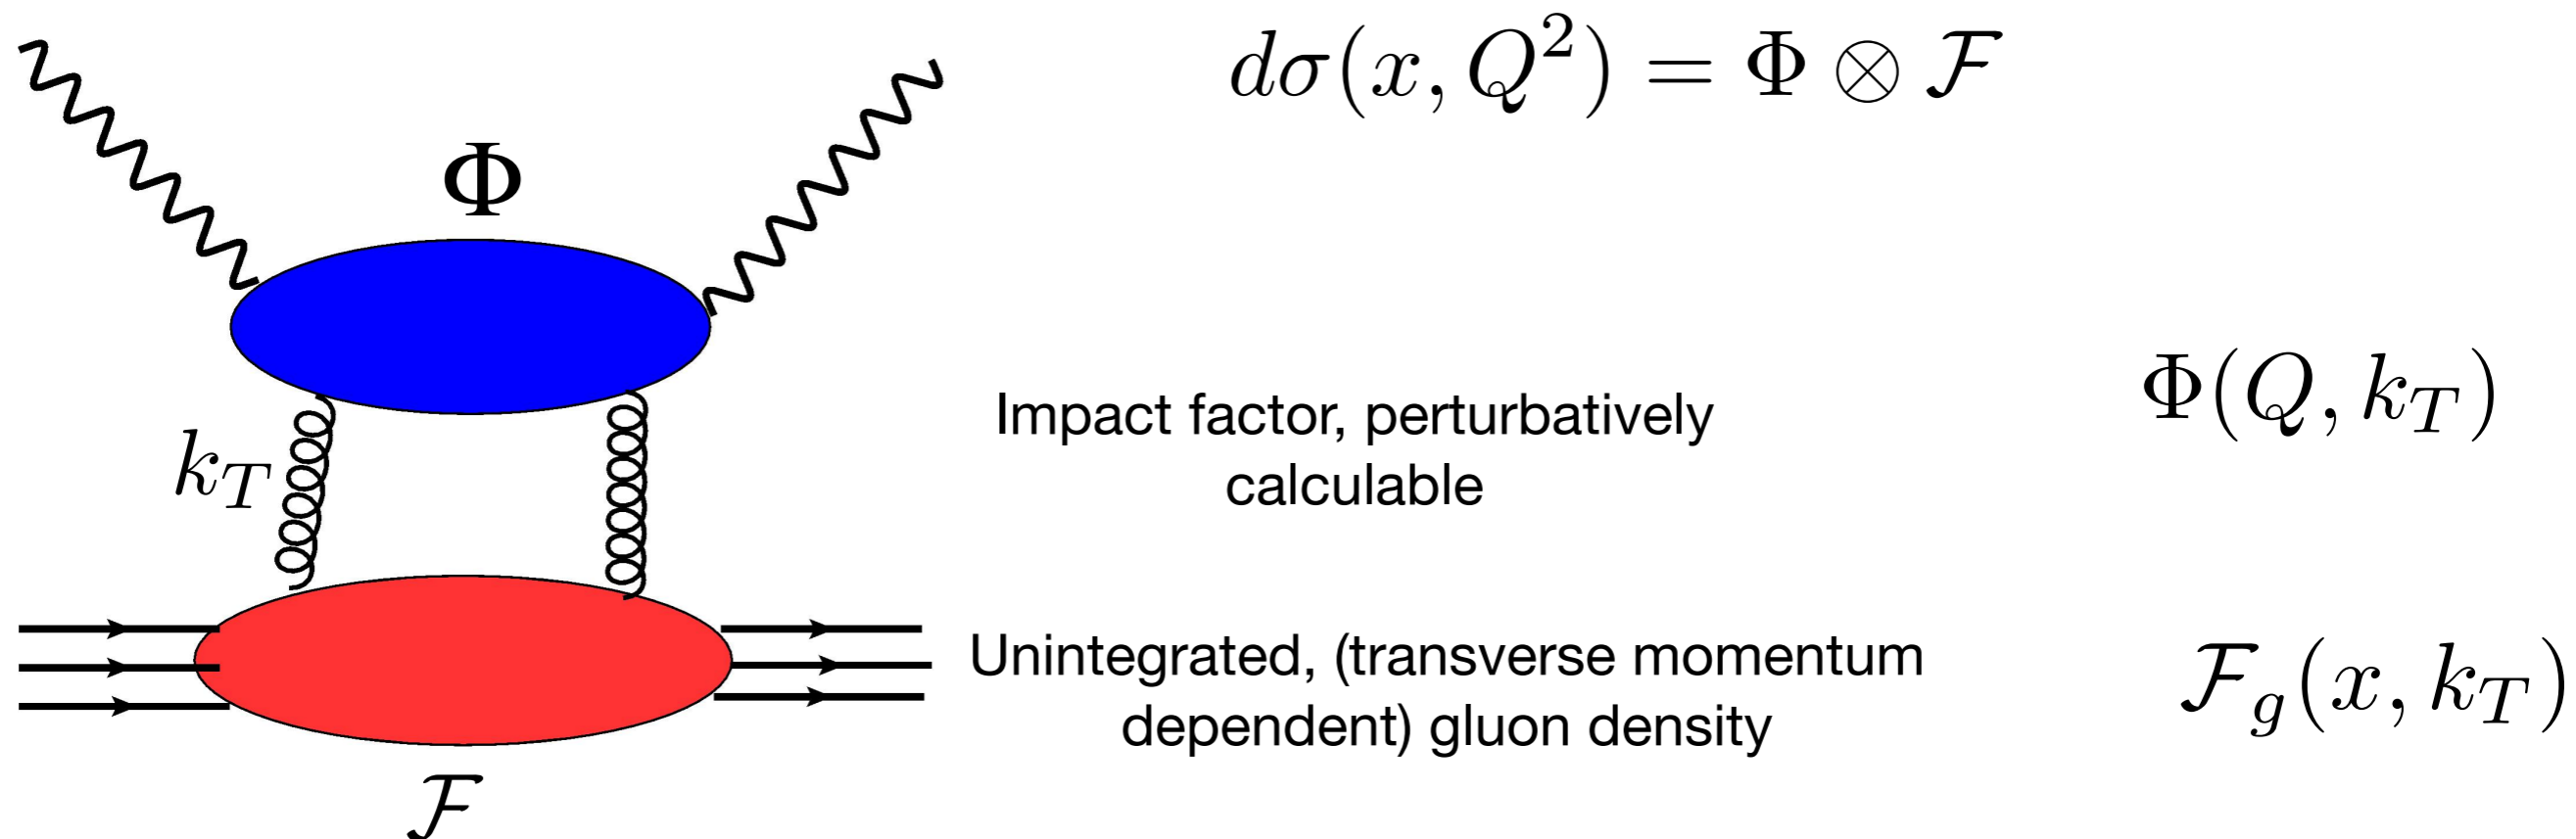 dσ(x, Q²) = Φ ⊗ ℱ
Φ
Impact factor, perturbatively
calculable
Φ(Q, k_T)
k_T
Unintegrated, (transverse momentum
dependent) gluon density
ℱ_g(x, k_T)
ℱ